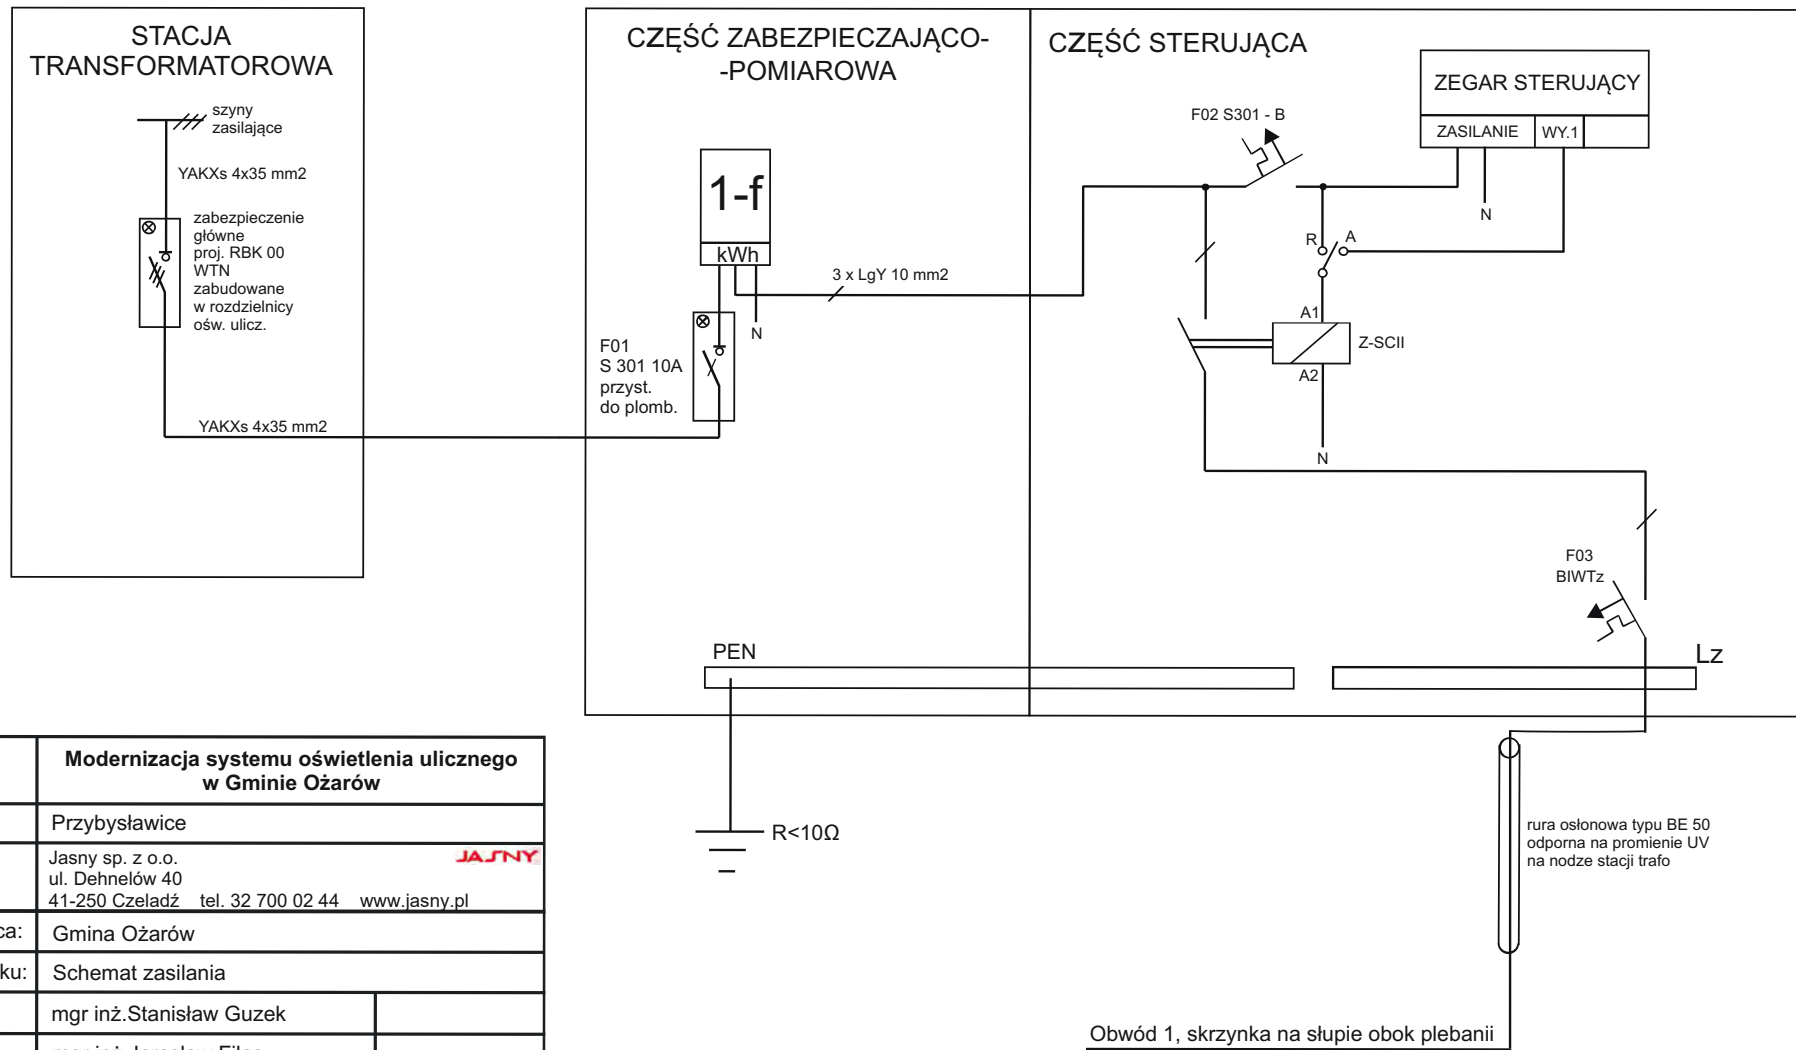 STACJA
TRANSFORMATOROWA
szyny
zasilające
YAKXs 4x35 mm2
zabezpieczenie
główne
proj. RBK 00
WTN
zabudowane
w rozdzielnicy
ośw. ulicz.
YAKXs 4x35 mm2
CZĘŚĆ ZABEZPIECZAJĄCO-
-POMIAROWA
1-f
kWh
N
F01
S 301 10A
przyst.
do plomb.
3 x LgY 10 mm2
PEN
R<10Ω
CZĘŚĆ STERUJĄCA
F02 S301 - B
ZEGAR STERUJĄCY
ZASILANIE
WY.1
N
R
A
A1
Z-SCII
A2
N
F03
BIWTz
Lz
rura osłonowa typu BE 50
odporna na promienie UV
na nodze stacji trafo
Obwód 1, skrzynka na słupie obok plebanii
Modernizacja systemu oświetlenia ulicznego
w Gminie Ożarów
Przybysławice
Jasny sp. z o.o.
JASNY
ul. Dehnelów 40
41-250 Czeladź tel. 32 700 02 44 www.jasny.pl
ca: Gmina Ożarów
ku: Schemat zasilania
mgr inż.Stanisław Guzek